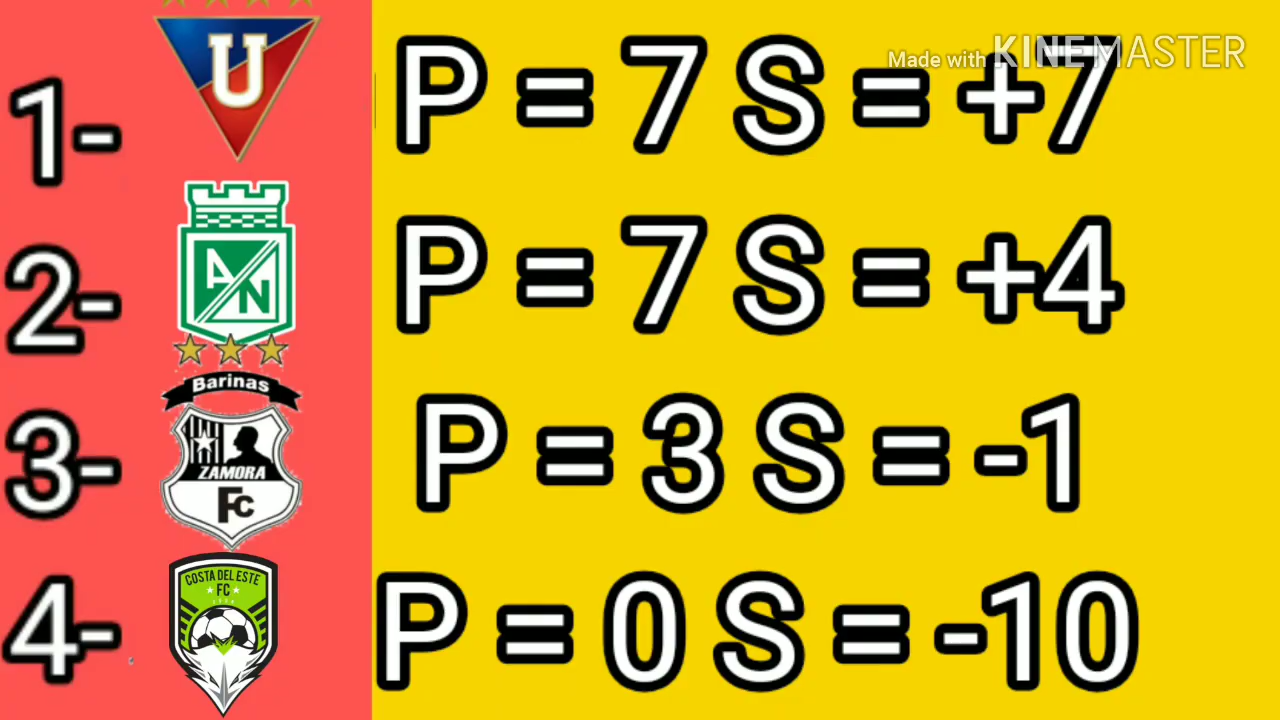 Made with KINEMASTER
1- U P = 7 S = +7
2- AN P = 7 S = +4
Barinas
3- ZAMORA P = 3 S = -1
FC
COSTA DEL ESTE
FC
4- P = 0 S = -10